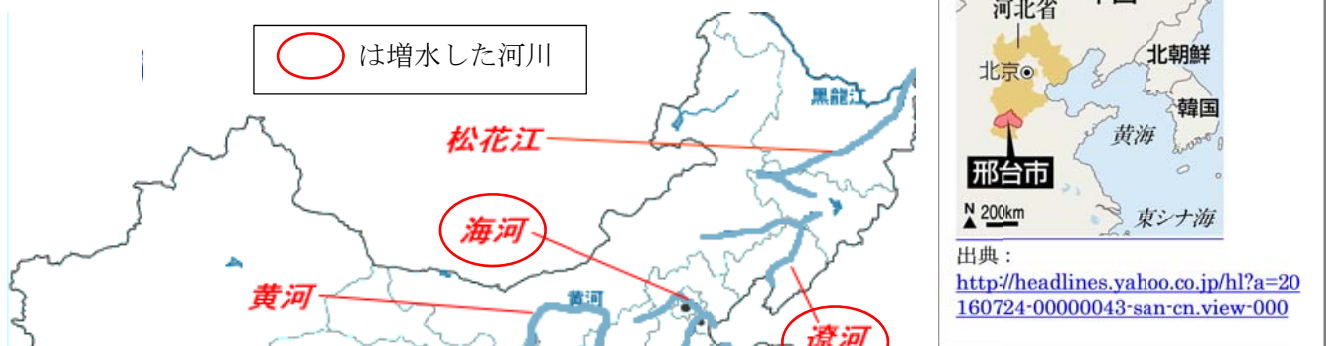 は増水した河川
黒龍江
松花江
海河
黄河
黄河
遼河
河北省
北京
北朝鮮
韓国
黄海
邢台市
N 200km
東シナ海
出典：
http://headlines.yahoo.co.jp/hl?a=20
160724-00000043-san-cn.view-000